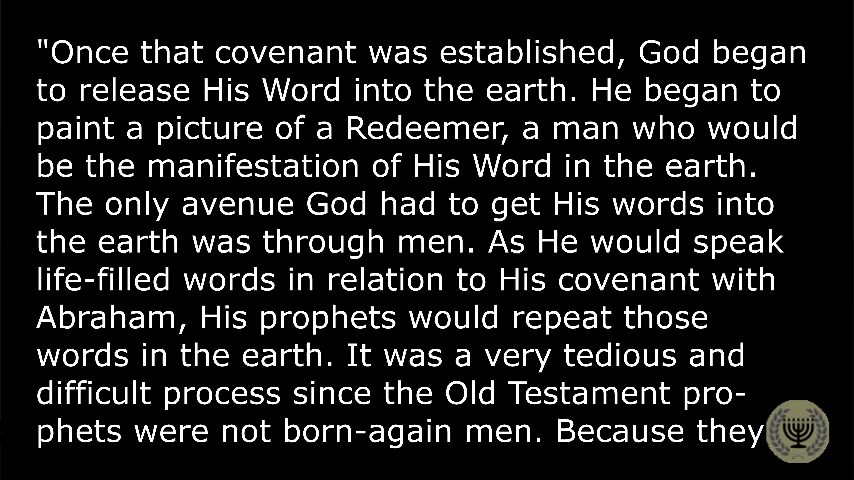 "Once that covenant was established, God began
to release His Word into the earth. He began to
paint a picture of a Redeemer, a man who would
be the manifestation of His Word in the earth.
The only avenue God had to get His words into
the earth was through men. As He would speak
life-filled words in relation to His covenant with
Abraham, His prophets would repeat those
words in the earth. It was a very tedious and
difficult process since the Old Testament pro-
phets were not born-again men. Because they